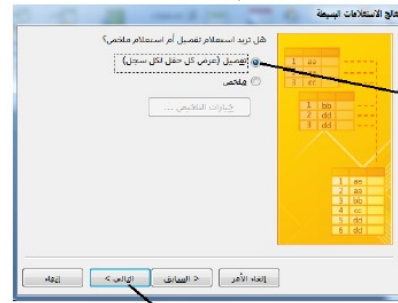 معالج الاستعلامات البسيطة
هل تريد استعلام تفصيل أم استعلام ملخص؟
تفصيل (عرض كل حقل لكل سجل)
ملخص
خيارات التلخيص ...
1 aa
cc
1 bb
2 dd
3 dd
1 aa
2 aa
3 bb
4 cc
5 dd
6 dd
إلغاء الأمر
< السابق
التالي >
إنهاء